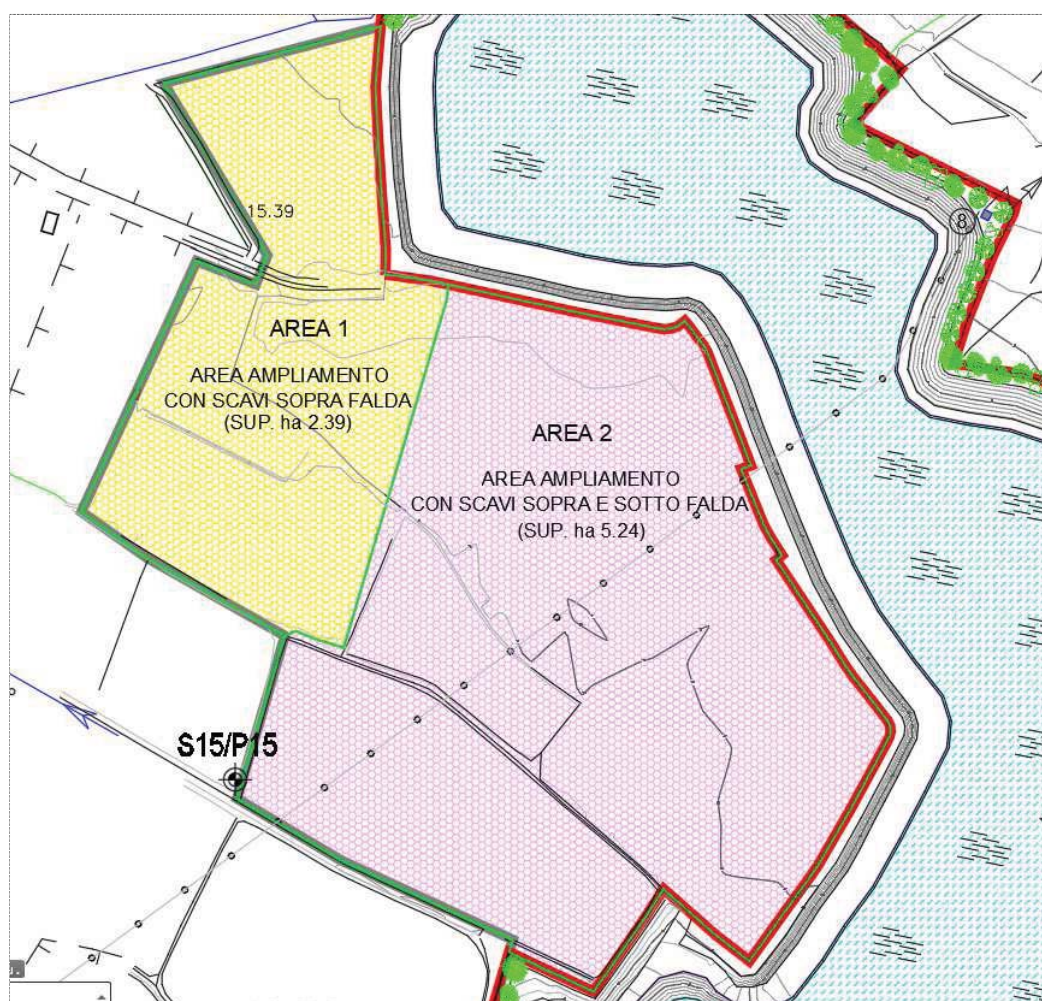 15.39
8
AREA 1
AREA AMPLIAMENTO
CON SCAVI SOPRA FALDA
(SUP. ha 2.39)
AREA 2
AREA AMPLIAMENTO
CON SCAVI SOPRA E SOTTO FALDA
(SUP. ha 5.24)
S15/P15